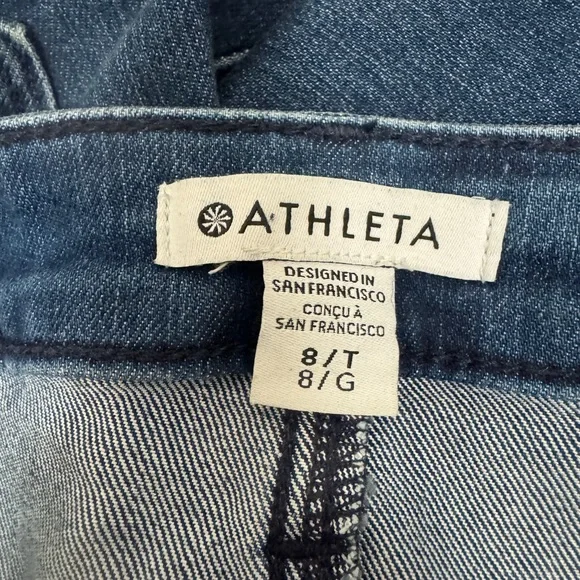 ATHLETA
DESIGNED IN
SAN FRANCISCO
CONÇU À
SAN FRANCISCO
8/T
8/G